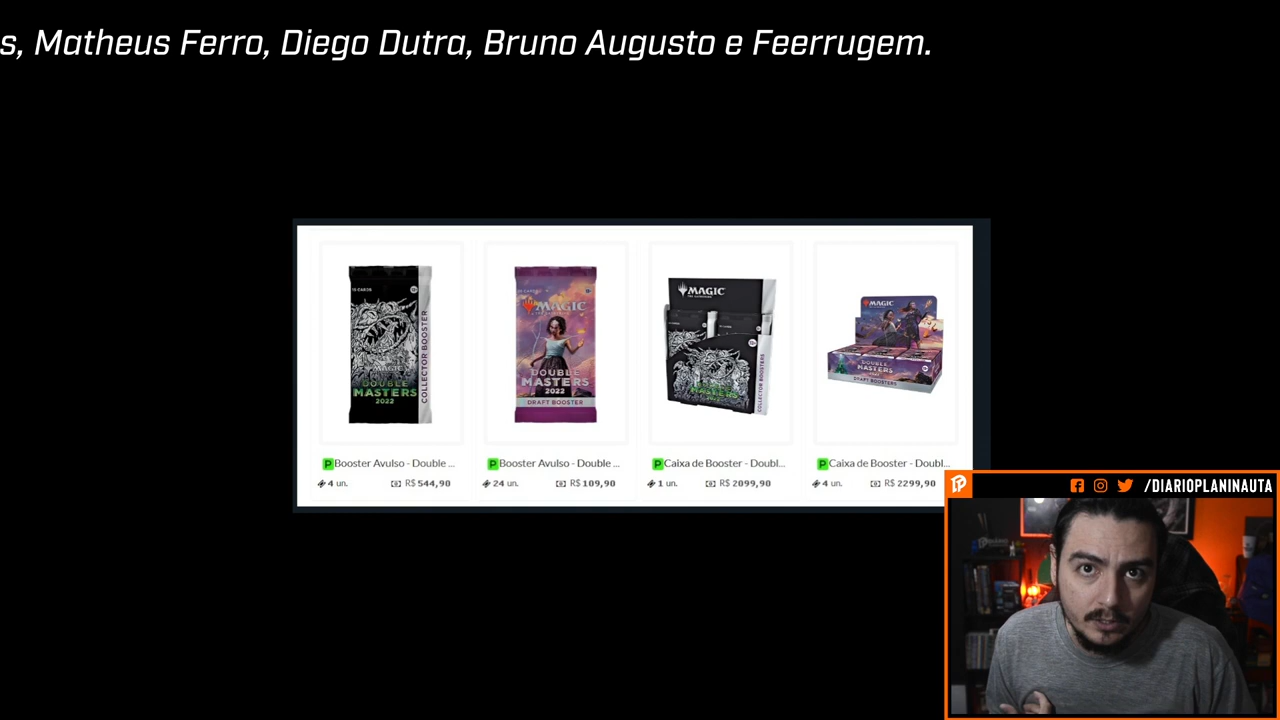 s, Matheus Ferro, Diego Dutra, Bruno Augusto e Feerrugem.
COLLECTOR BOOSTER
MAGIC
DOUBLE
MASTERS
2022
MAGIC
DOUBLE
MASTERS
2022
DRAFT BOOSTER
MAGIC
COLLECTOR BOOSTERS
MAGIC
DOUBLE
MASTERS
DRAFT BOOSTERS
P Booster Avulso - Double ...
4 un. R$ 544,90
P Booster Avulso - Double ...
24 un. R$ 109,90
P Caixa de Booster - Doubl...
1 un. R$ 2099,90
P Caixa de Booster - Doubl...
4 un. R$ 2299,90
/DIARIOPLANINAUTA